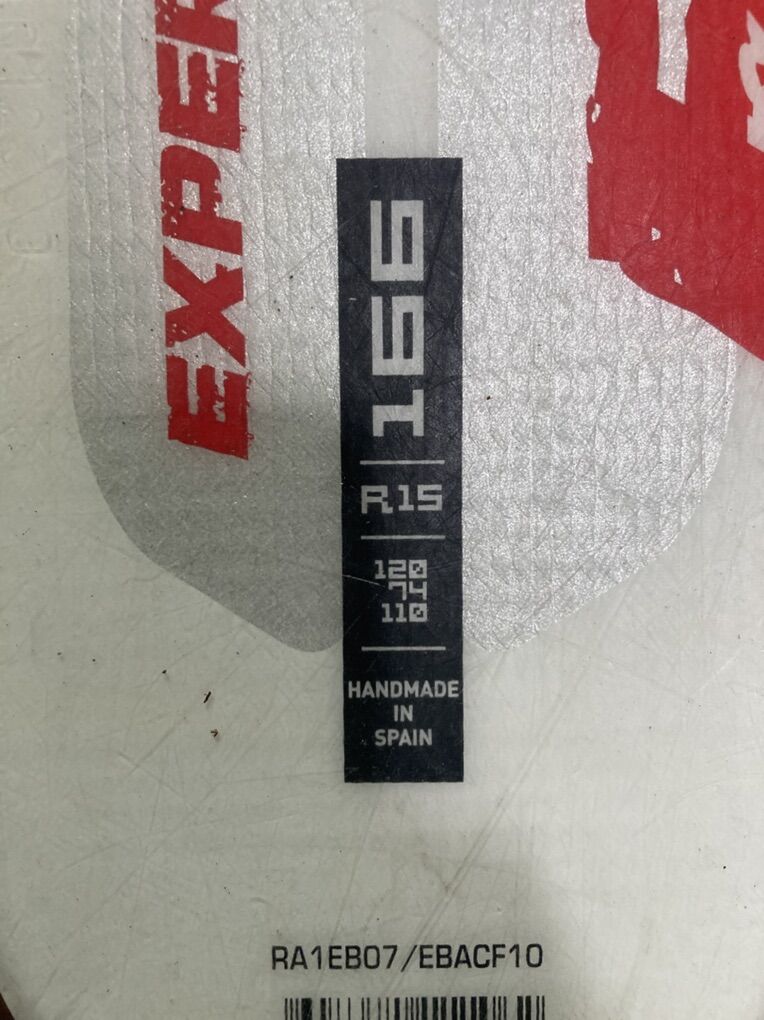 EXPER
166
R15
120
74
110
HANDMADE
IN
SPAIN
RA1EB07/EBACF10